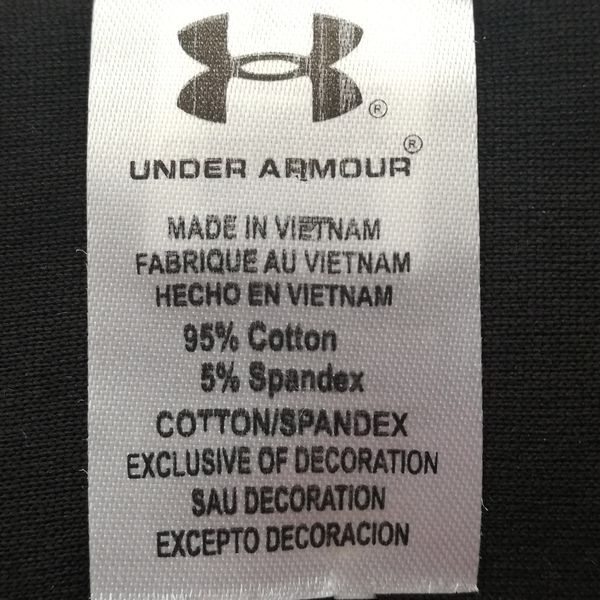 ®
UNDER ARMOUR®
MADE IN VIETNAM
FABRIQUE AU VIETNAM
HECHO EN VIETNAM
95% Cotton
5% Spandex
COTTON/SPANDEX
EXCLUSIVE OF DECORATION
SAU DECORATION
EXCEPTO DECORACION